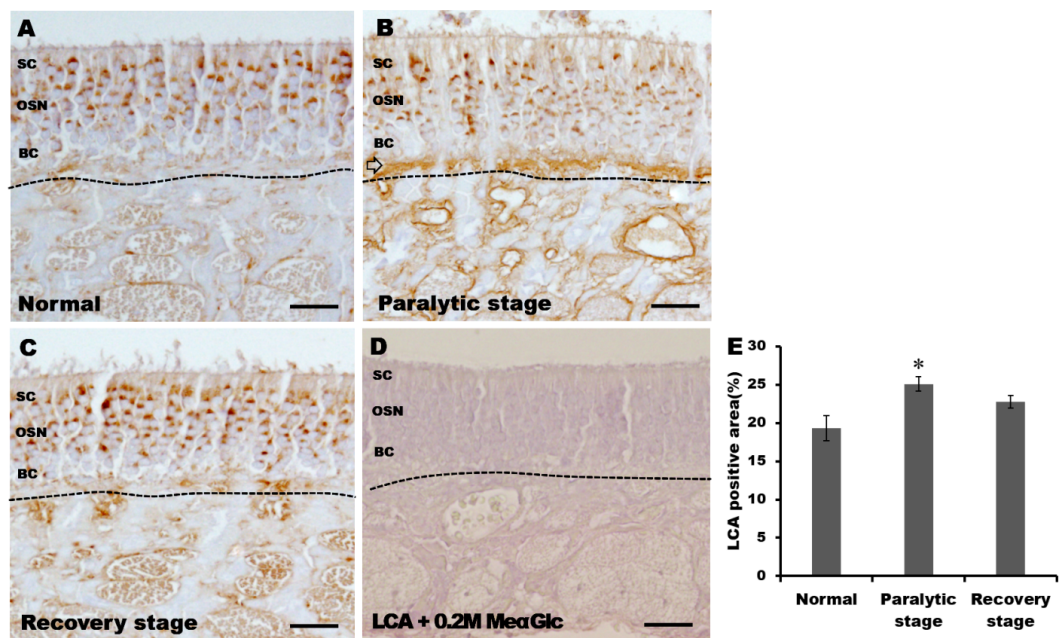 A
SC
OSN
BC
Normal
B
SC
OSN
BC
Paralytic stage
C
SC
OSN
BC
Recovery stage
D
SC
OSN
BC
LCA + 0.2M MeαGlc
E
LCA positive area(%)
30
25
20
15
10
5
0
*
Normal
Paralytic
stage
Recovery
stage